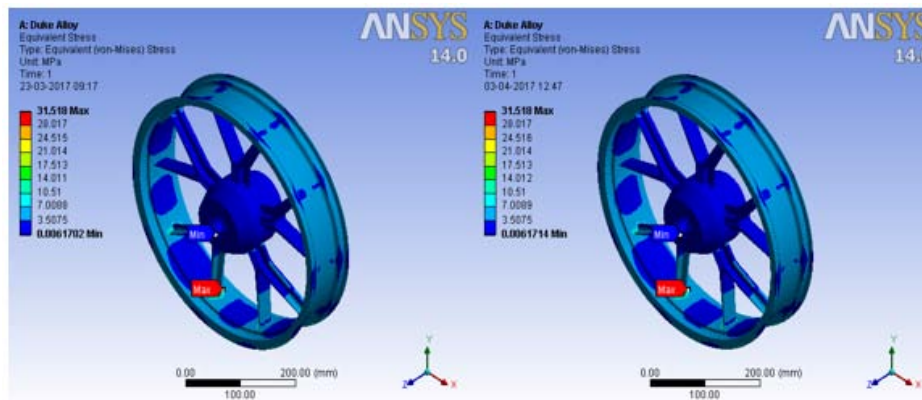 A: Duke Alloy
Equivalent Stress
Type: Equivalent (von-Mises) Stress
Unit: MPa
Time: 1
23-03-2017 09:17
31.518 Max
28.017
24.515
21.014
17.513
14.011
10.51
7.0088
3.5075
0.0061702 Min
ANSYS
14.0
Min
Max
0.00
200.00 (mm)
100.00
Y
Z
X
A: Duke Alloy
Equivalent Stress
Type: Equivalent (von-Mises) Stress
Unit: MPa
Time: 1
03-04-2017 12:47
31.518 Max
28.017
24.516
21.014
17.513
14.012
10.51
7.0089
3.5075
0.0061714 Min
ANSYS
14.0
Min
Max
0.00
200.00 (mm)
100.00
Y
Z
X